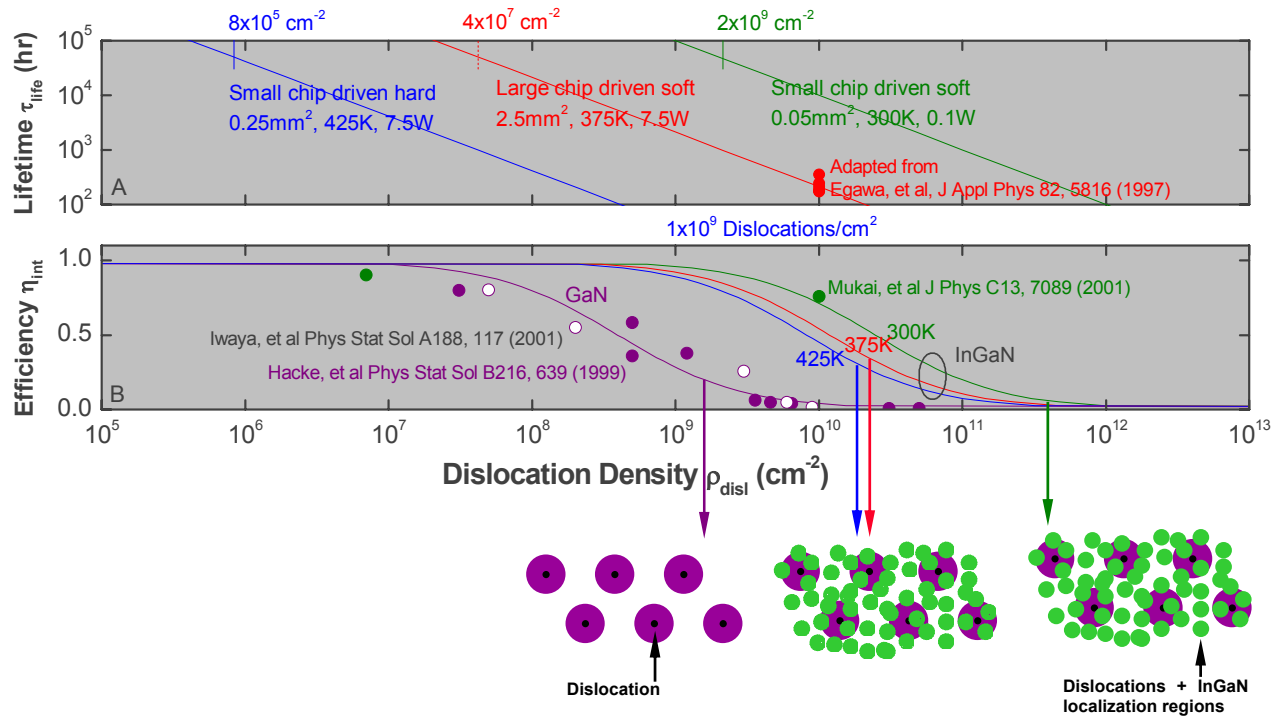 8x10⁵ cm⁻²
4x10⁷ cm⁻²
2x10⁹ cm⁻²
Lifetime τlife (hr)
10⁵
10⁴
10³
10²
Small chip driven hard
0.25mm², 425K, 7.5W
Large chip driven soft
2.5mm², 375K, 7.5W
Small chip driven soft
0.05mm², 300K, 0.1W
A
Adapted from
Egawa, et al, J Appl Phys 82, 5816 (1997)
1x10⁹ Dislocations/cm²
Efficiency ηint
1.0
0.5
0.0
GaN
Mukai, et al J Phys C13, 7089 (2001)
Iwaya, et al Phys Stat Sol A188, 117 (2001)
Hacke, et al Phys Stat Sol B216, 639 (1999)
425K
375K
300K
InGaN
B
10⁵
10⁶
10⁷
10⁸
10⁹
10¹⁰
10¹¹
10¹²
10¹³
Dislocation Density ρdisl (cm⁻²)
Dislocation
Dislocations + InGaN
localization regions